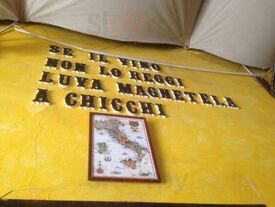 SE IL VINO
NON LO REGGI
L'UVA MAGNETELA
A CHICCHI